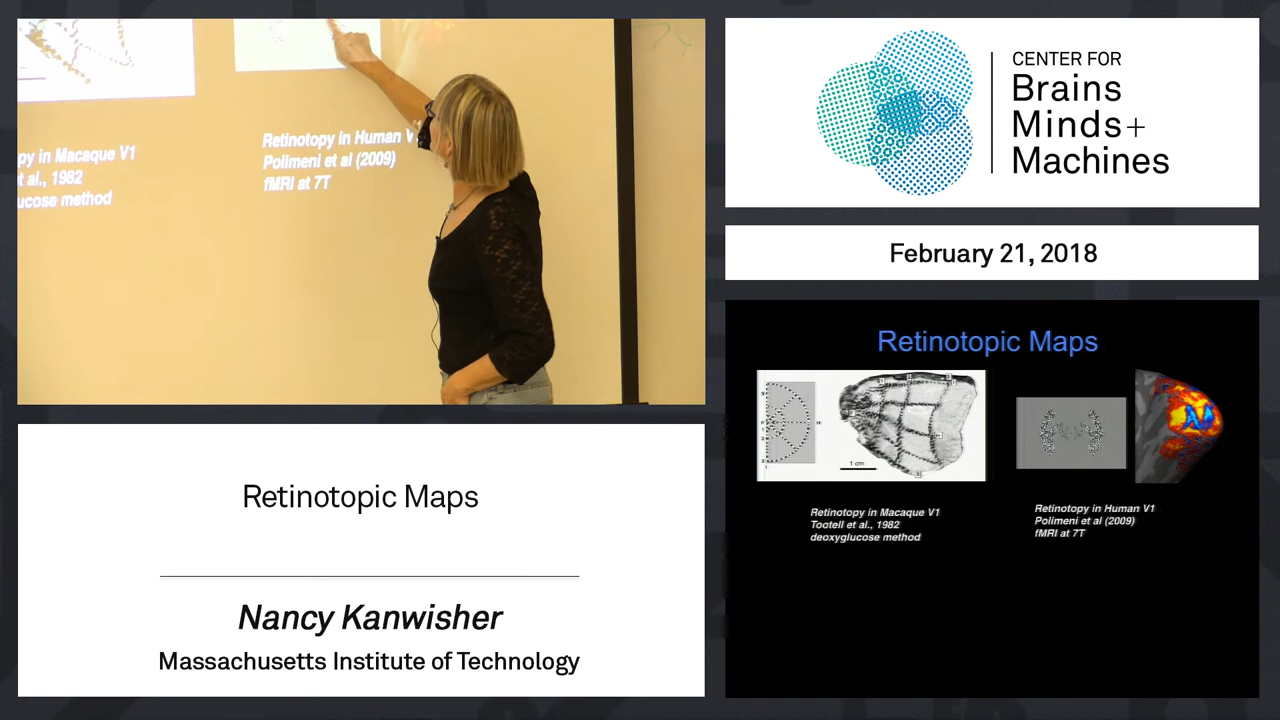 py in Macaque V1
t al., 1982
ucose method
Retinotopy in Human V
Polimeni et al (2009)
fMRI at 7T
CENTER FOR
Brains
Minds+
Machines
February 21, 2018
Retinotopic Maps
1 cm
Retinotopy in Macaque V1
Tootell et al., 1982
deoxyglucose method
Retinotopy in Human V1
Polimeni et al (2009)
fMRI at 7T
Retinotopic Maps
Nancy Kanwisher
Massachusetts Institute of Technology